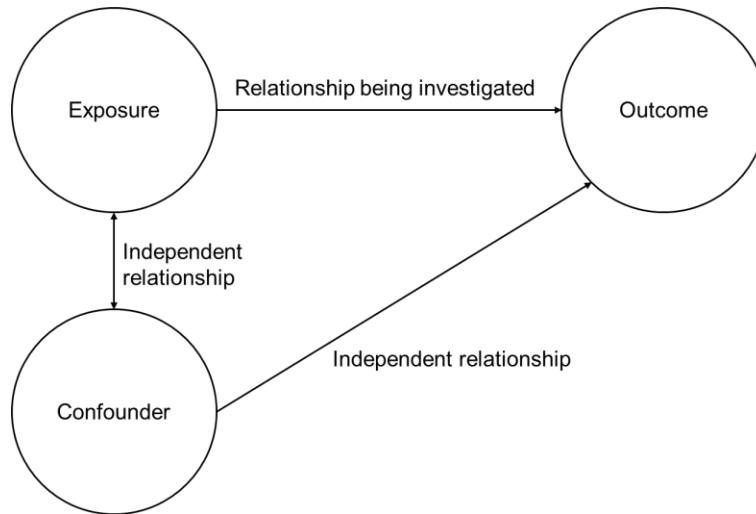 Exposure
Relationship being investigated
Outcome
Independent
relationship
Independent relationship
Confounder